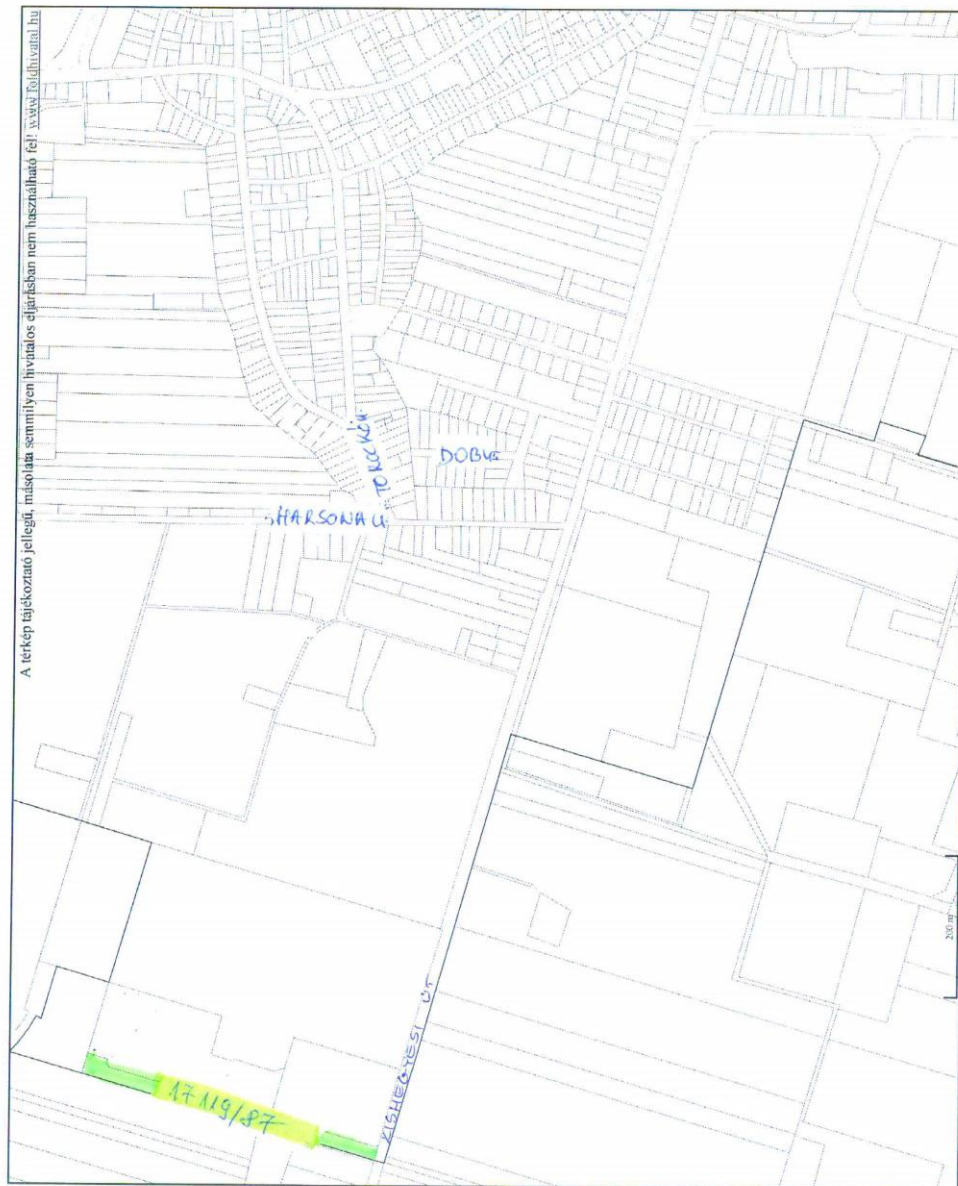 A térkép tájékoztató jellegű, másolata semmilyen hivatalos eljárásban nem használható fel! www.foldhivatal.hu
HARSONA U.
TOROCKÓ U.
DOBU
KISHEGYESI ÚT
17119/87
200 m